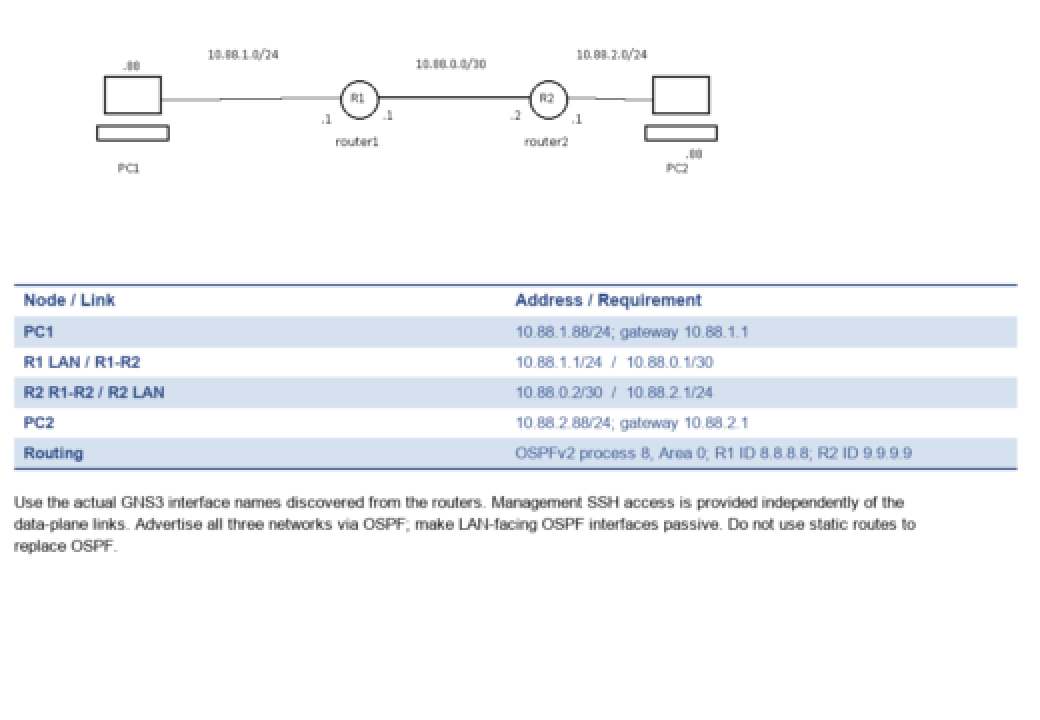 10.88.1.0/24
10.88.2.0/24
10.88.0.0/30
.88
R1
R2
.1
.1
.2
.1
router1
router2
.88
PC1
PC2
Node / Link
Address / Requirement
PC1
10.88.1.88/24; gateway 10.88.1.1
R1 LAN / R1-R2
10.88.1.1/24 / 10.88.0.1/30
R2 R1-R2 / R2 LAN
10.88.0.2/30 / 10.88.2.1/24
PC2
10.88.2.88/24; gateway 10.88.2.1
Routing
OSPFv2 process 8, Area 0; R1 ID 8.8.8.8; R2 ID 9.9.9.9
Use the actual GNS3 interface names discovered from the routers. Management SSH access is provided independently of the
data-plane links. Advertise all three networks via OSPF; make LAN-facing OSPF interfaces passive. Do not use static routes to
replace OSPF.